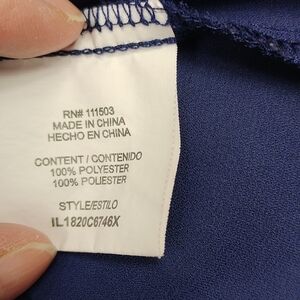 RN# 111503
MADE IN CHINA
HECHO EN CHINA
CONTENT / CONTENIDO
100% POLYESTER
100% POLIESTER
STYLE/ESTILO
IL1820C6746X